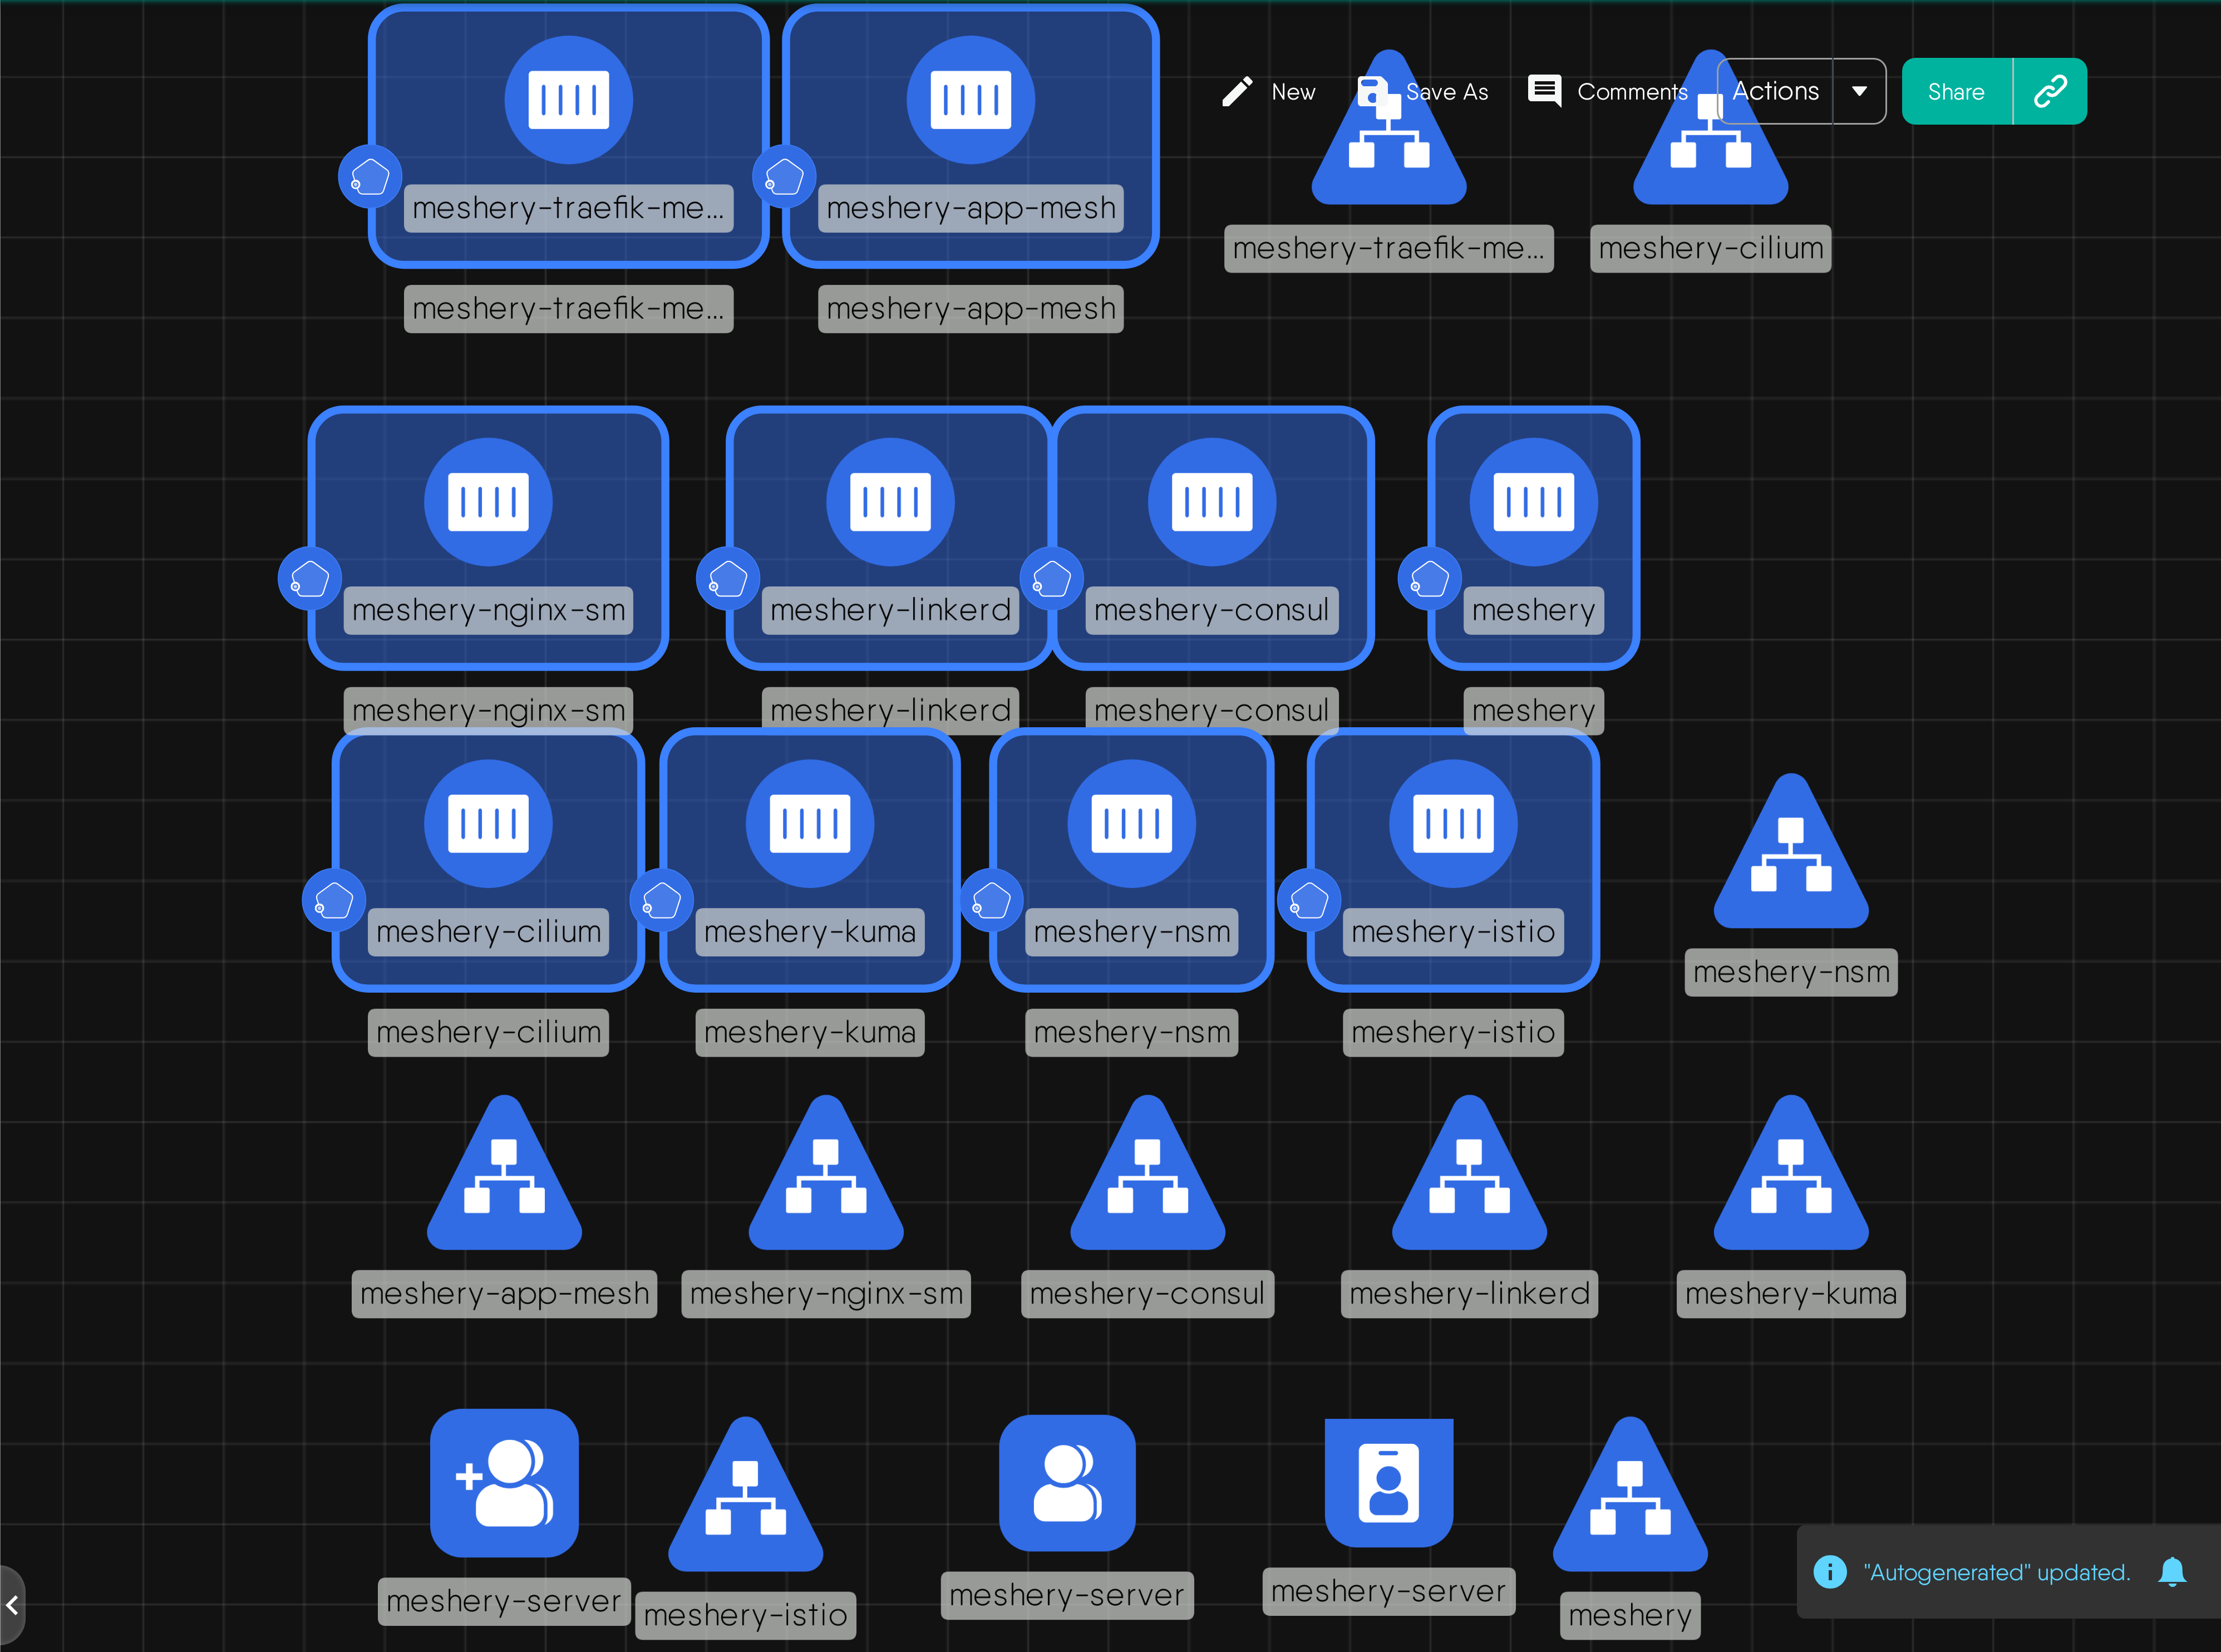 New
Save As
Comments
Actions
Share
meshery-traefik-me...
meshery-app-mesh
meshery-traefik-me...
meshery-cilium
meshery-traefik-me...
meshery-app-mesh
meshery-nginx-sm
meshery-linkerd
meshery-consul
meshery
meshery-nginx-sm
meshery-linkerd
meshery-consul
meshery
meshery-cilium
meshery-kuma
meshery-nsm
meshery-istio
meshery-nsm
meshery-cilium
meshery-kuma
meshery-nsm
meshery-istio
meshery-app-mesh
meshery-nginx-sm
meshery-consul
meshery-linkerd
meshery-kuma
meshery-server
meshery-istio
meshery-server
meshery-server
meshery
"Autogenerated" updated.